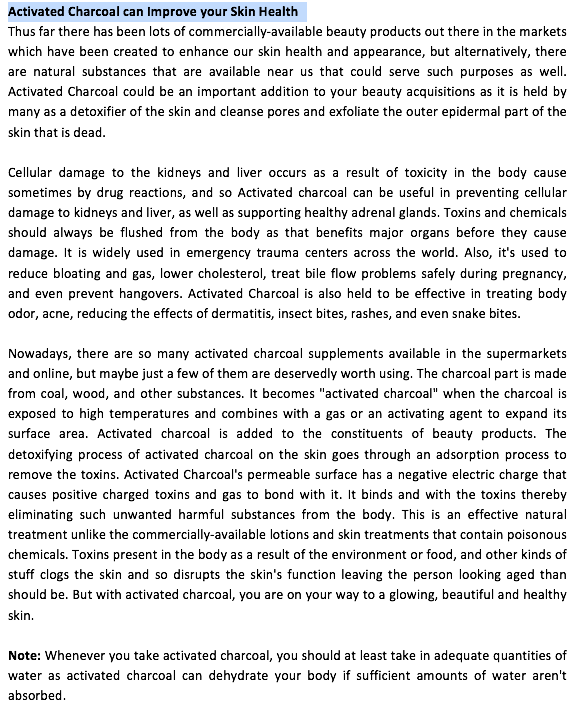 Activated Charcoal can Improve your Skin Health
Thus far there has been lots of commercially-available beauty products out there in the markets
which have been created to enhance our skin health and appearance, but alternatively, there
are natural substances that are available near us that could serve such purposes as well.
Activated Charcoal could be an important addition to your beauty acquisitions as it is held by
many as a detoxifier of the skin and cleanse pores and exfoliate the outer epidermal part of the
skin that is dead.
Cellular damage to the kidneys and liver occurs as a result of toxicity in the body cause
sometimes by drug reactions, and so Activated charcoal can be useful in preventing cellular
damage to kidneys and liver, as well as supporting healthy adrenal glands. Toxins and chemicals
should always be flushed from the body as that benefits major organs before they cause
damage. It is widely used in emergency trauma centers across the world. Also, it's used to
reduce bloating and gas, lower cholesterol, treat bile flow problems safely during pregnancy,
and even prevent hangovers. Activated Charcoal is also held to be effective in treating body
odor, acne, reducing the effects of dermatitis, insect bites, rashes, and even snake bites.
Nowadays, there are so many activated charcoal supplements available in the supermarkets
and online, but maybe just a few of them are deservedly worth using. The charcoal part is made
from coal, wood, and other substances. It becomes "activated charcoal" when the charcoal is
exposed to high temperatures and combines with a gas or an activating agent to expand its
surface area. Activated charcoal is added to the constituents of beauty products. The
detoxifying process of activated charcoal on the skin goes through an adsorption process to
remove the toxins. Activated Charcoal's permeable surface has a negative electric charge that
causes positive charged toxins and gas to bond with it. It binds and with the toxins thereby
eliminating such unwanted harmful substances from the body. This is an effective natural
treatment unlike the commercially-available lotions and skin treatments that contain poisonous
chemicals. Toxins present in the body as a result of the environment or food, and other kinds of
stuff clogs the skin and so disrupts the skin's function leaving the person looking aged than
should be. But with activated charcoal, you are on your way to a glowing, beautiful and healthy
skin.
Note: Whenever you take activated charcoal, you should at least take in adequate quantities of
water as activated charcoal can dehydrate your body if sufficient amounts of water aren't
absorbed.